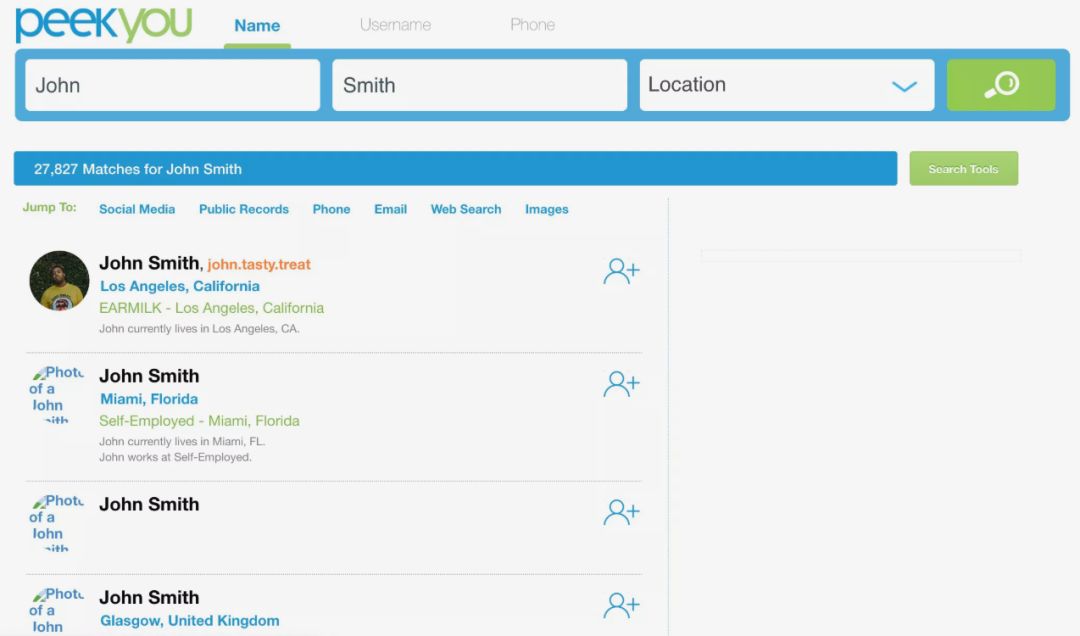 peekyou
Name Username Phone
John Smith Location
27,827 Matches for John Smith Search Tools
Jump To: Social Media Public Records Phone Email Web Search Images
John Smith, john.tasty.treat
Los Angeles, California
EARMILK - Los Angeles, California
John currently lives in Los Angeles, CA.
Photo
of a
John
mith
John Smith
Miami, Florida
Self-Employed - Miami, Florida
John currently lives in Miami, FL.
John works at Self-Employed.
Photo
of a
John
mith
John Smith
Photo
of a
John
John Smith
Glasgow, United Kingdom